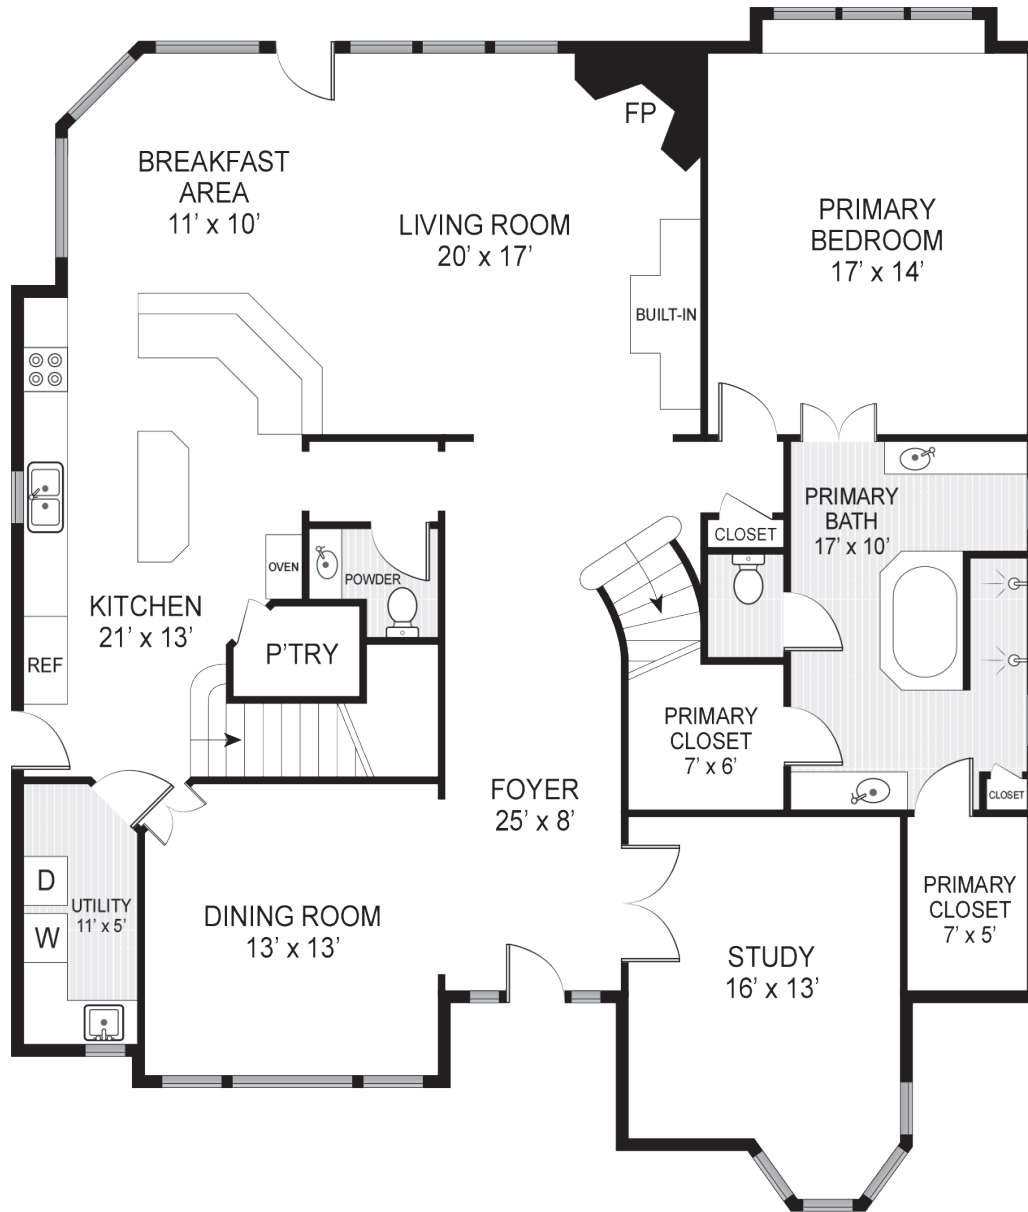 FP
BREAKFAST
AREA
11’ x 10’
LIVING ROOM
20’ x 17’
PRIMARY
BEDROOM
17’ x 14’
BUILT-IN
PRIMARY
BATH
17’ x 10’
CLOSET
OVEN
POWDER
KITCHEN
21’ x 13’
P’TRY
REF
PRIMARY
CLOSET
7’ x 6’
FOYER
25’ x 8’
CLOSET
D
UTILITY
11’ x 5’
W
DINING ROOM
13’ x 13’
PRIMARY
CLOSET
7’ x 5’
STUDY
16’ x 13’